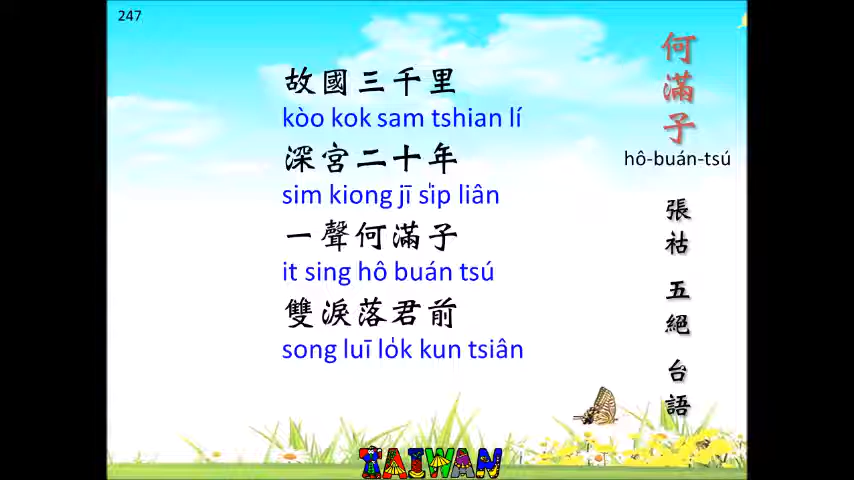 247
何滿子
hô-buán-tsú
張祜 五絕 台語
故國三千里
kòo kok sam tshian lí
深宮二十年
sim kiong jī si̍p liân
一聲何滿子
it sing hô buán tsú
雙淚落君前
song luī lo̍k kun tsiân
TAIWAN